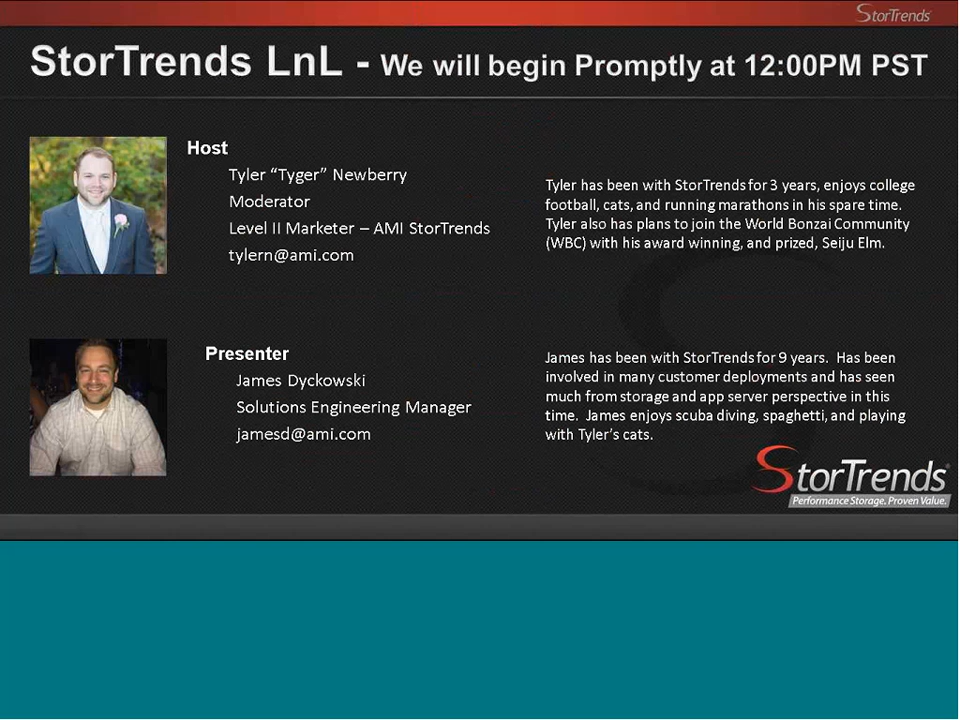 StorTrends
StorTrends LnL - We will begin Promptly at 12:00PM PST
Host
Tyler “Tyger” Newberry
Moderator
Level II Marketer – AMI StorTrends
tylern@ami.com
Tyler has been with StorTrends for 3 years, enjoys college
football, cats, and running marathons in his spare time.
Tyler also has plans to join the World Bonzai Community
(WBC) with his award winning, and prized, Seiju Elm.
Presenter
James Dyckowski
Solutions Engineering Manager
jamesd@ami.com
James has been with StorTrends for 9 years.  Has been
involved in many customer deployments and has seen
much from storage and app server perspective in this
time.  James enjoys scuba diving, spaghetti, and playing
with Tyler’s cats.
StorTrends®
Performance Storage. Proven Value.